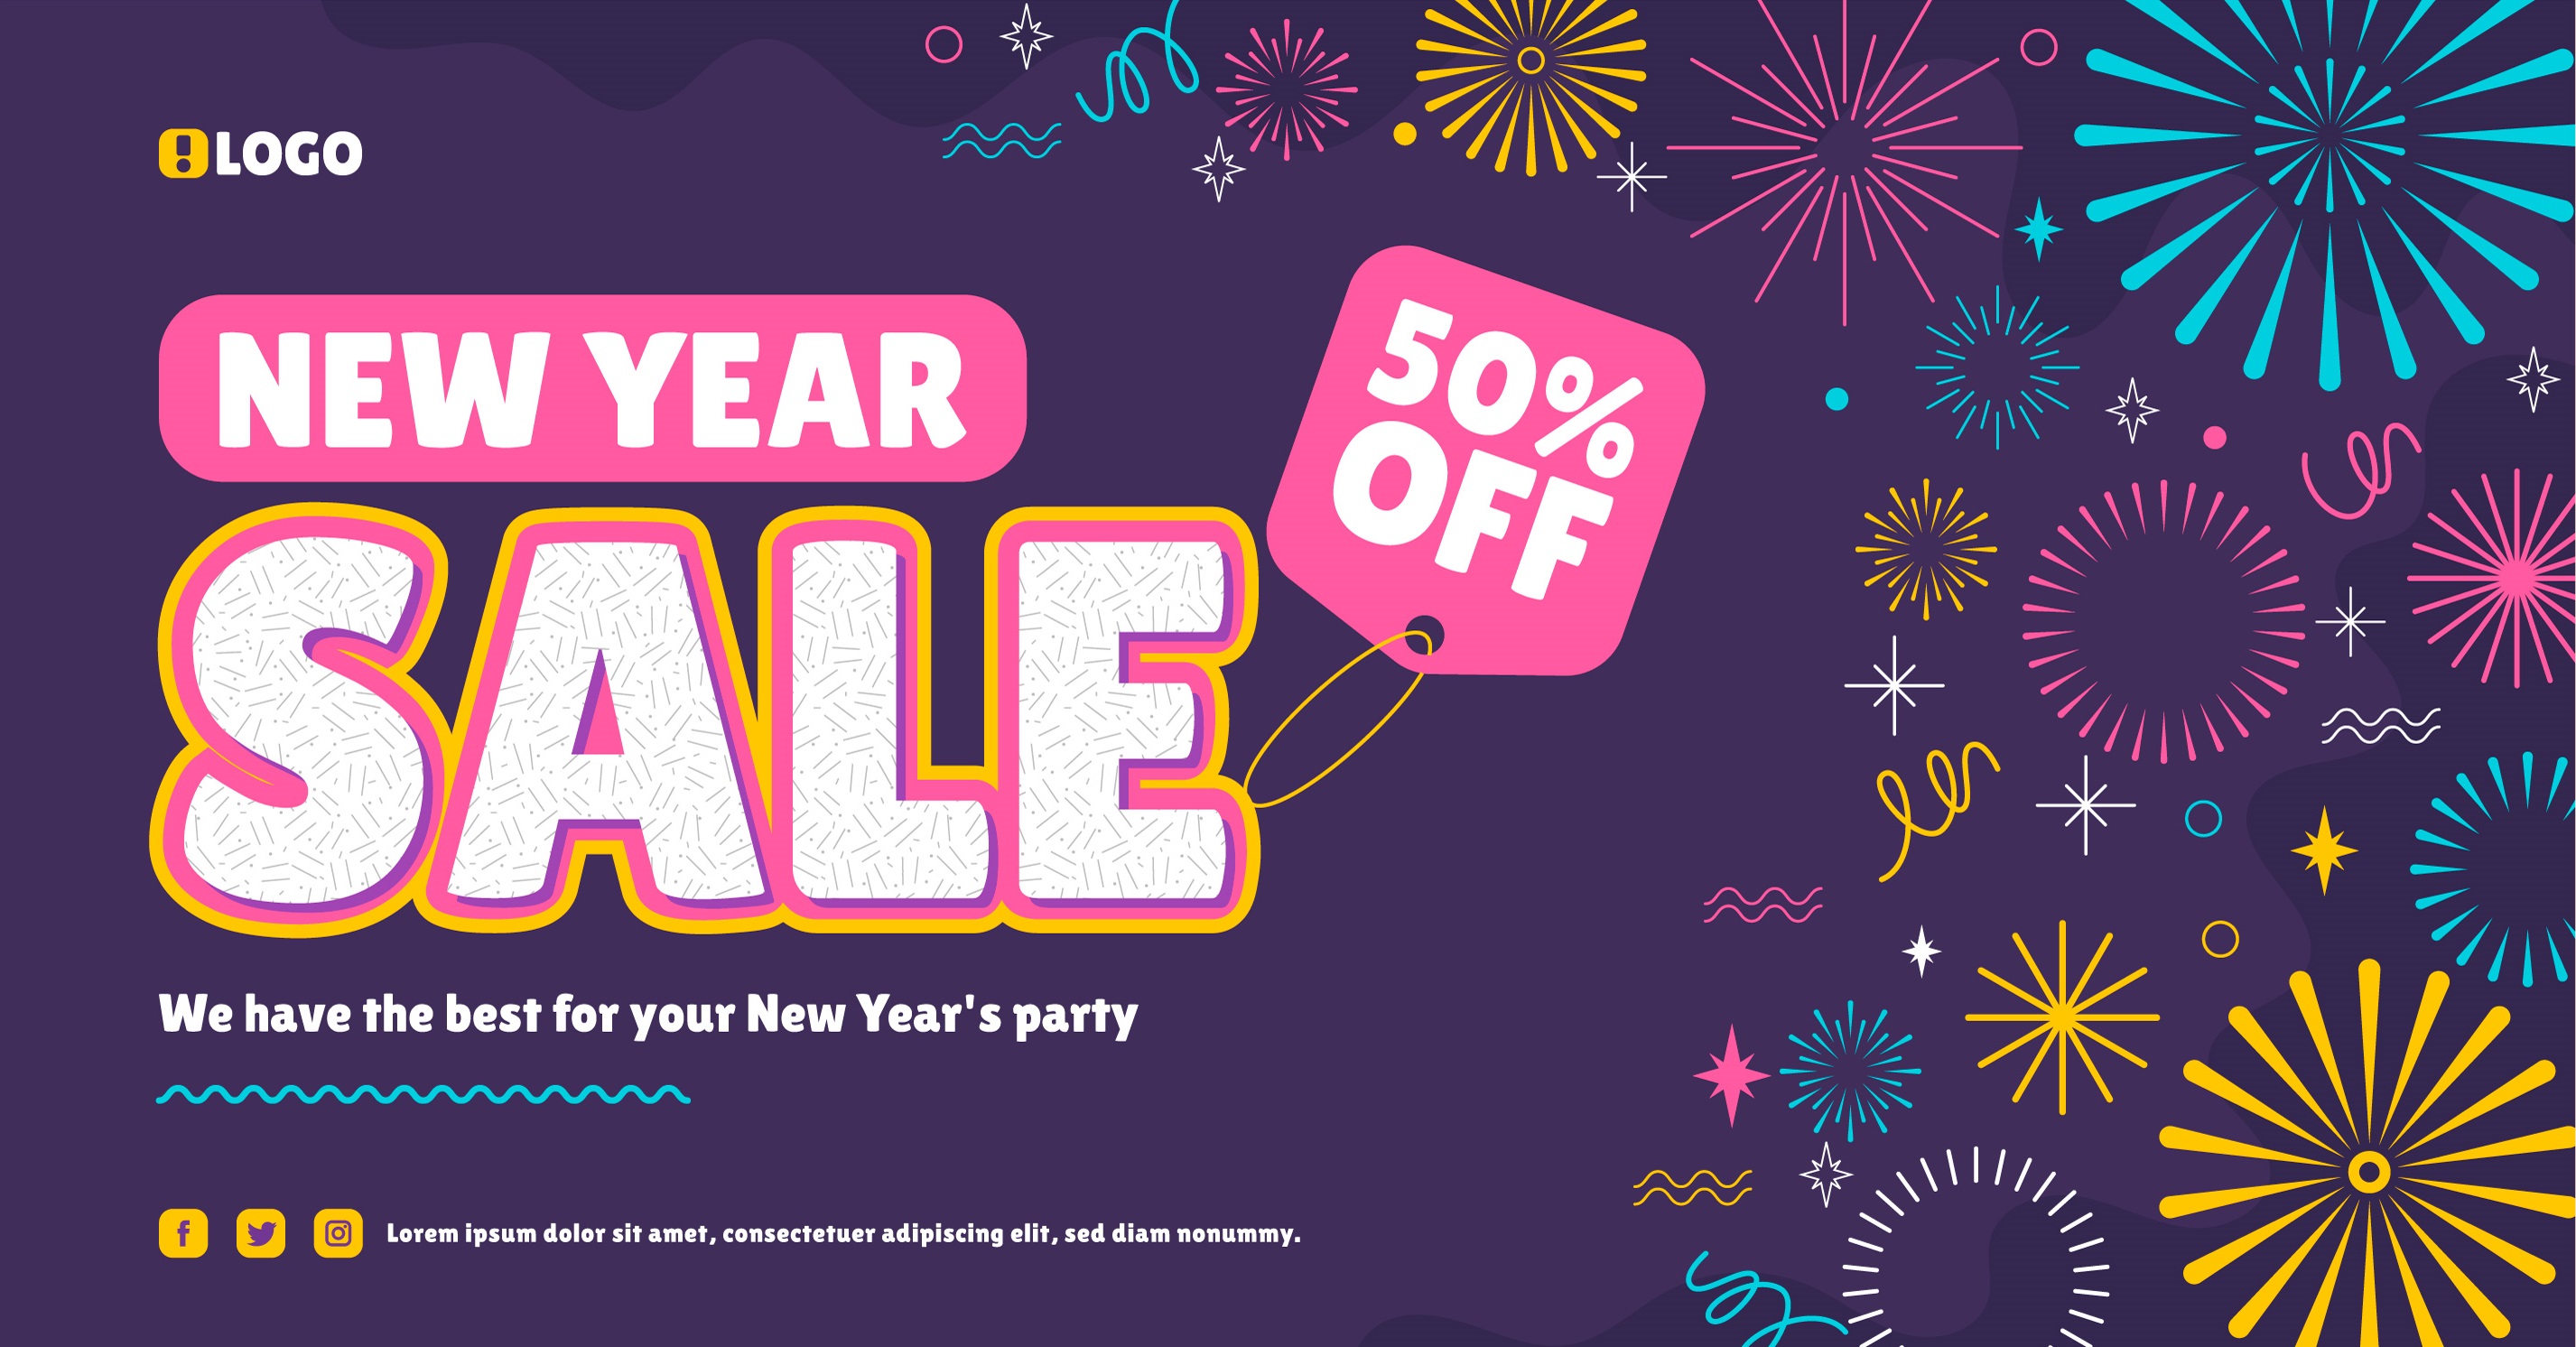 LOGO
NEW YEAR
SALE
50%
OFF
We have the best for your New Year's party
Lorem ipsum dolor sit amet, consectetuer adipiscing elit, sed diam nonummy.